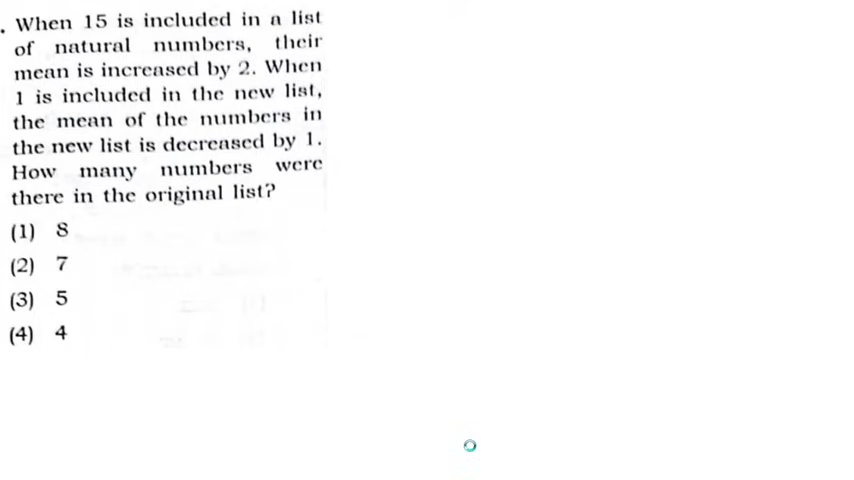 . When 15 is included in a list
of natural numbers, their
mean is increased by 2. When
1 is included in the new list,
the mean of the numbers in
the new list is decreased by 1.
How many numbers were
there in the original list?
(1) 8
(2) 7
(3) 5
(4) 4